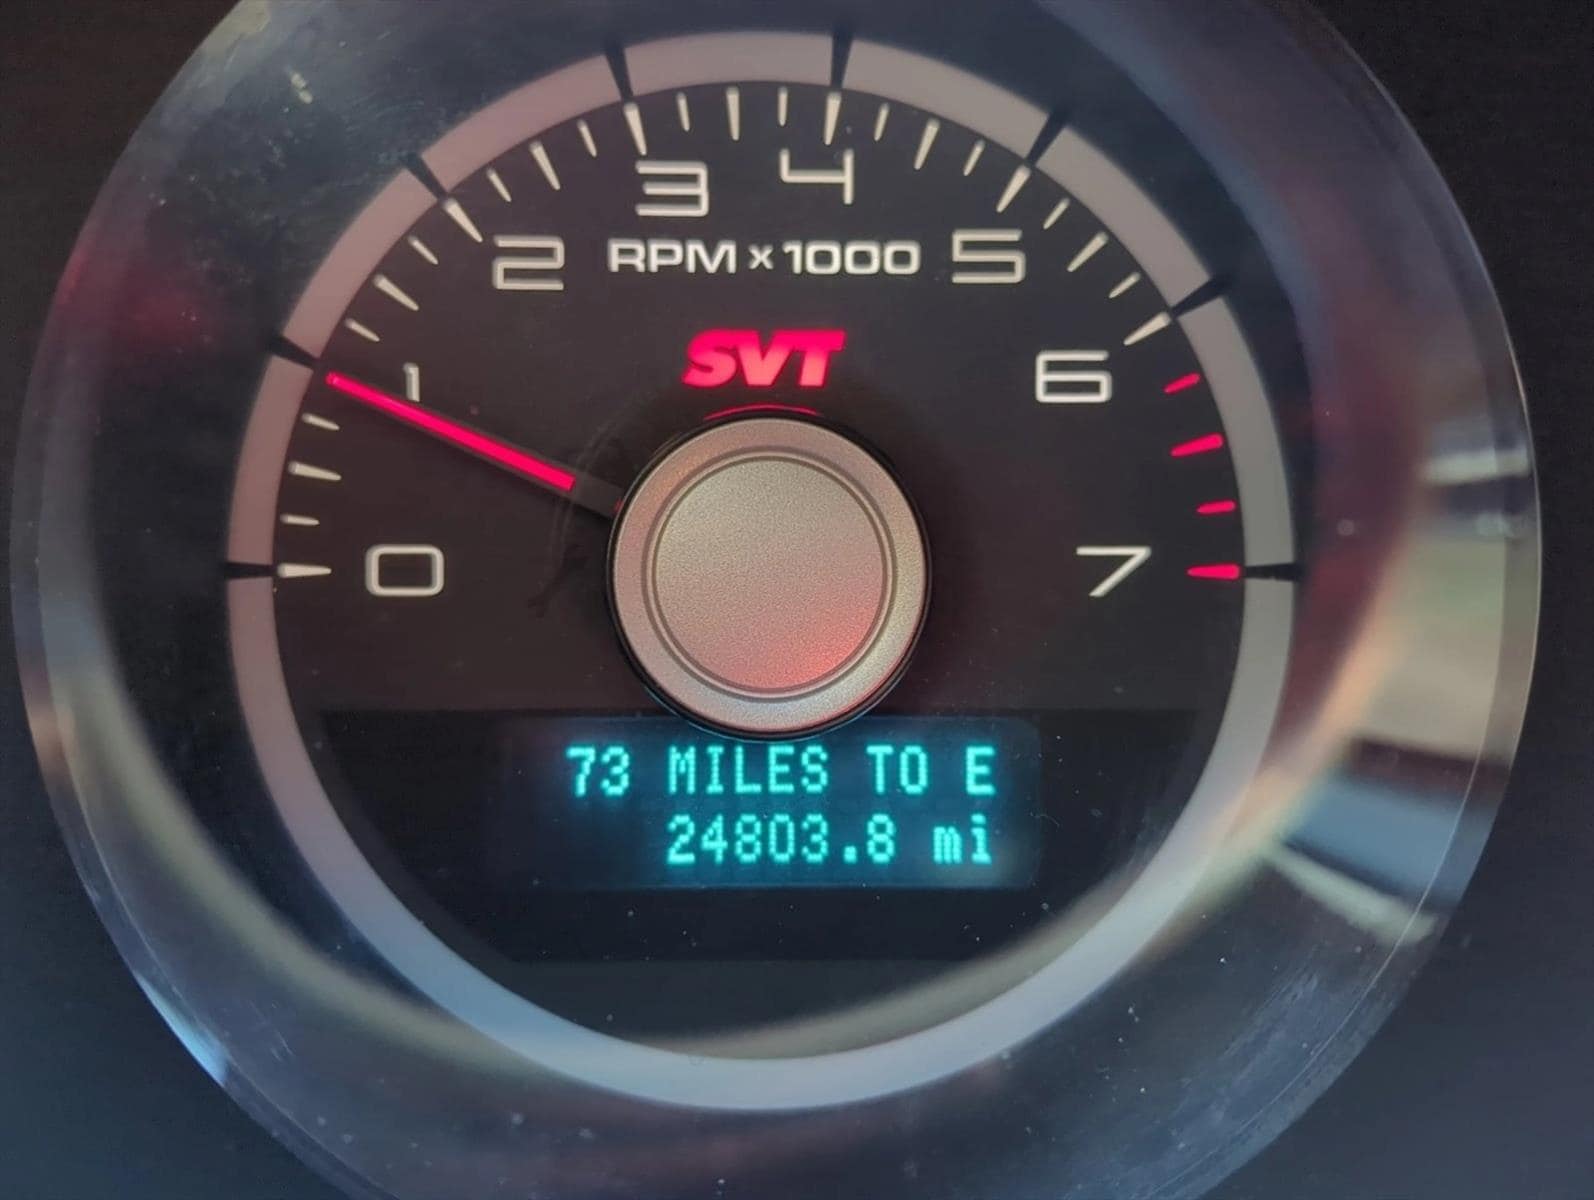 3 4
2 RPM x 1000 5
SVT
1 6
0 7
73 MILES TO E
24803.8 mi